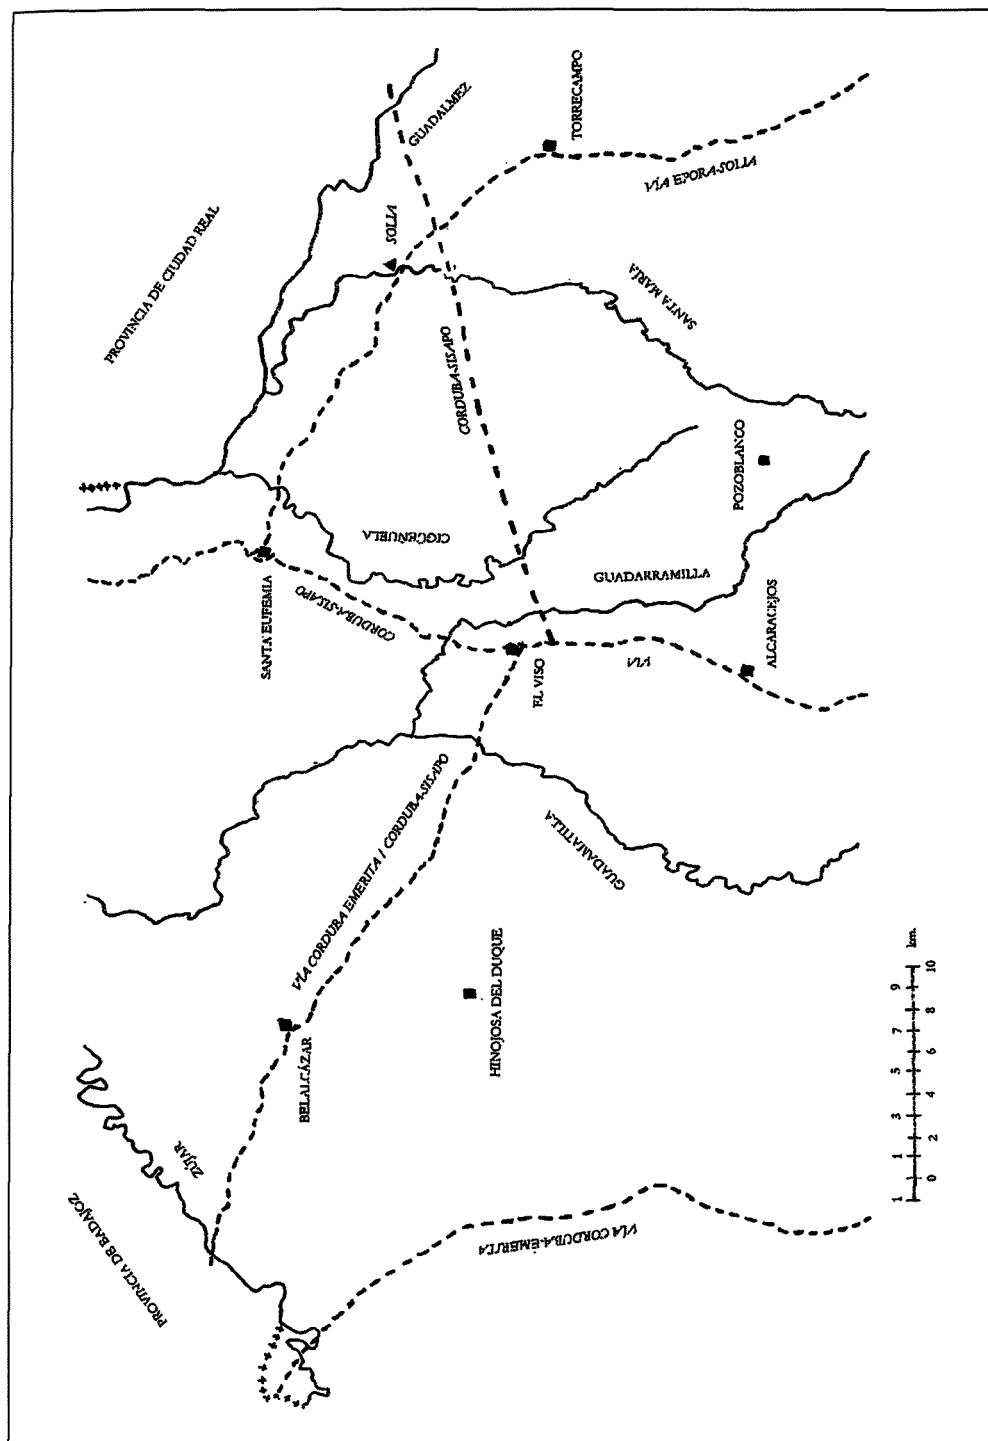 PROVINCIA DE BADAJOZ
PROVINCIA DE CIUDAD REAL
ZÚJAR
GUADALMEZ
SANTA EUFEMIA
BELALCÁZAR
SOLIA
CORDUBA-SISAPO
VÍA CORDUBA EMERITA / CORDUBA-SISAPO
CIGÜEÑUELA
CORDUBA-SISAPO
HINOJOSA DEL DUQUE
VÍA CORDUBA-EMERITA
EL VISO
TORRECAMPO
GUADAMATILLA
GUADARRAMILLA
VIA
SANTA MARÍA
VÍA EPORA-SOLIA
POZOBLANCO
ALCARACEJOS
1 1 3 5 7 9 km.
0 2 4 6 8 10